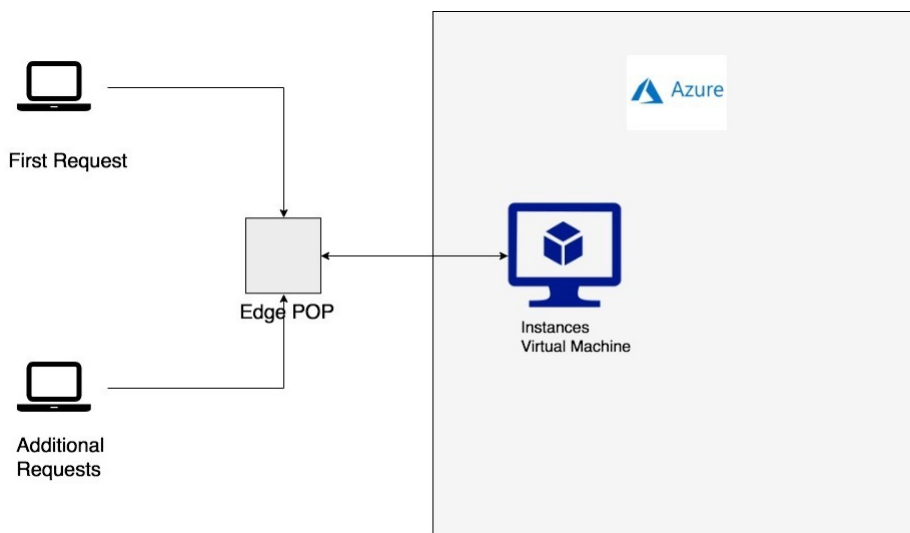 Azure
First Request
Edge POP
Instances
Virtual Machine
Additional
Requests